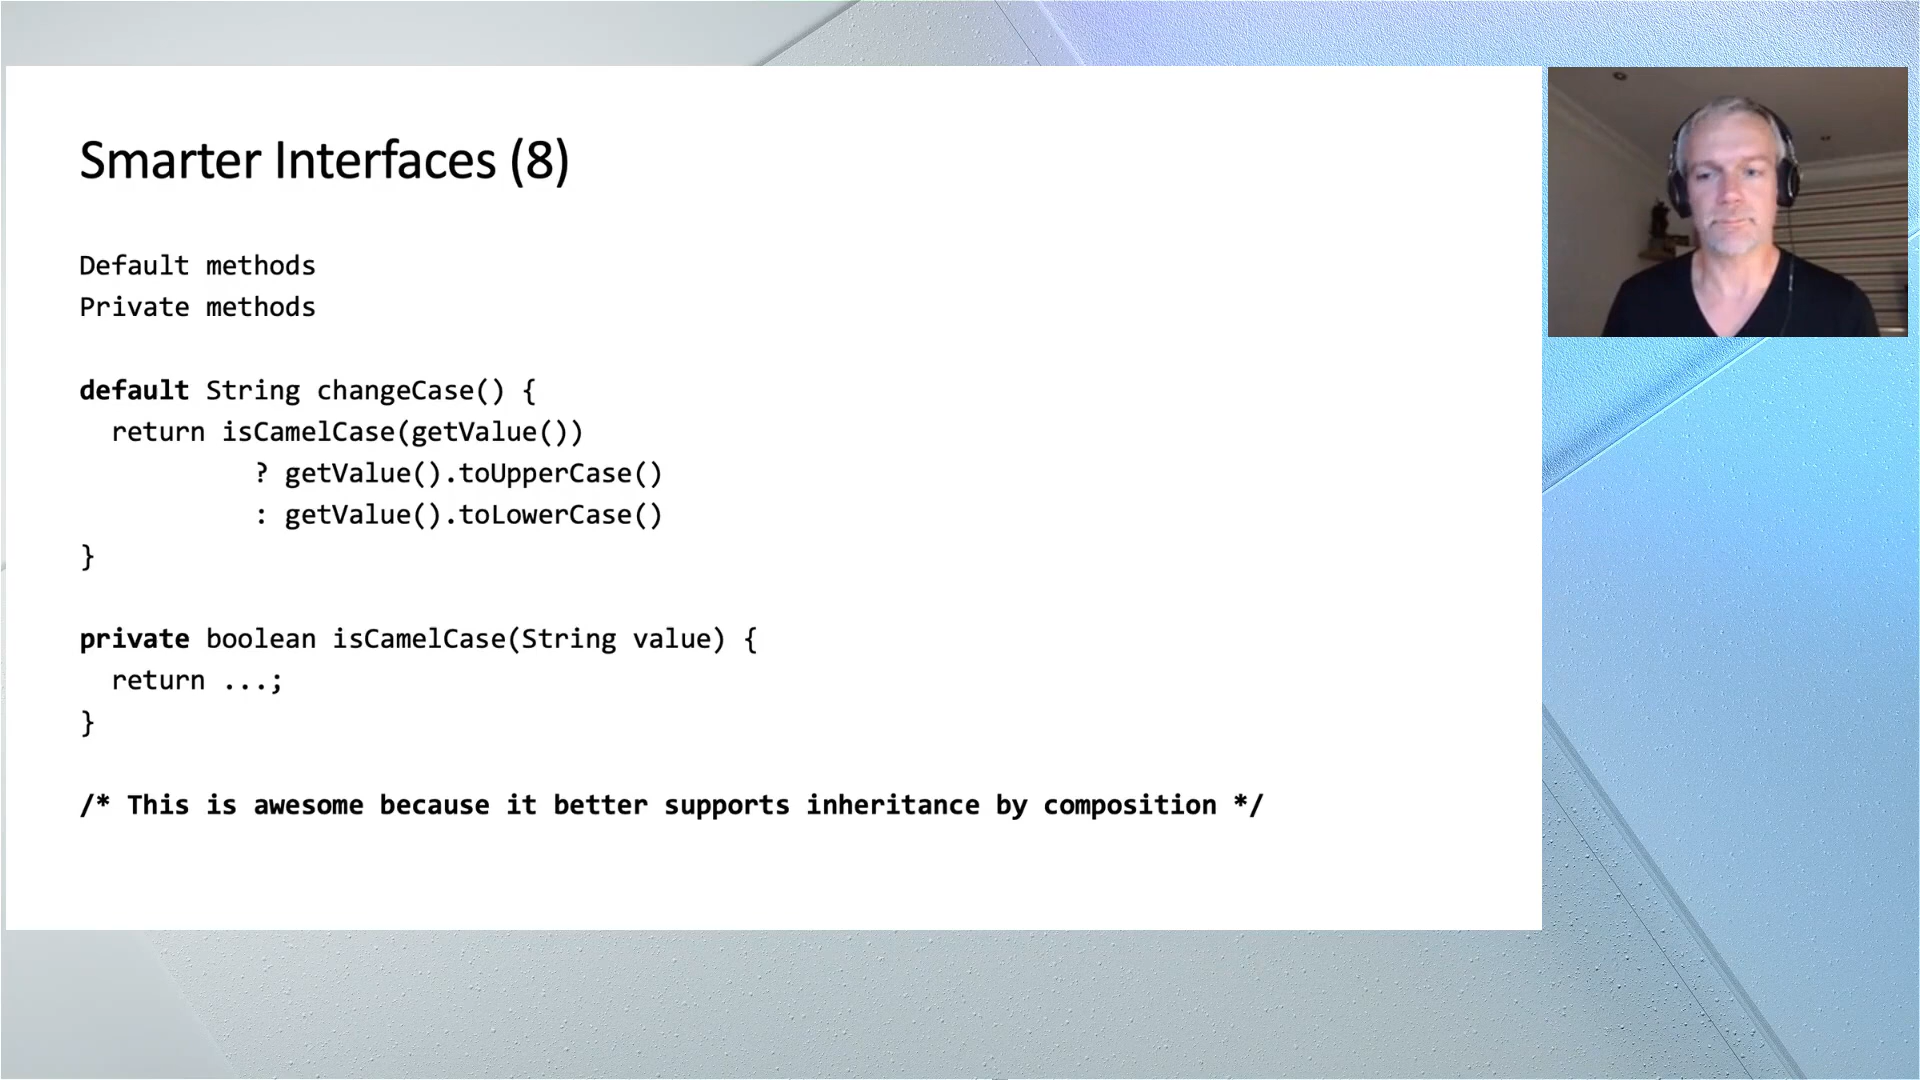 Smarter Interfaces (8)
Default methods
Private methods
default String changeCase() {
return isCamelCase(getValue())
? getValue().toUpperCase()
: getValue().toLowerCase()
}
private boolean isCamelCase(String value) {
return ...;
}
/* This is awesome because it better supports inheritance by composition */